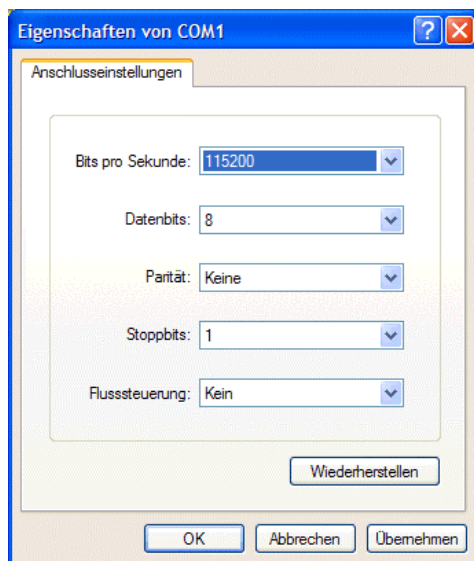 Eigenschaften von COM1
Anschlusseinstellungen
Bits pro Sekunde: 115200
Datenbits: 8
Parität: Keine
Stoppbits: 1
Flusssteuerung: Kein
Wiederherstellen
OK Abbrechen Übernehmen